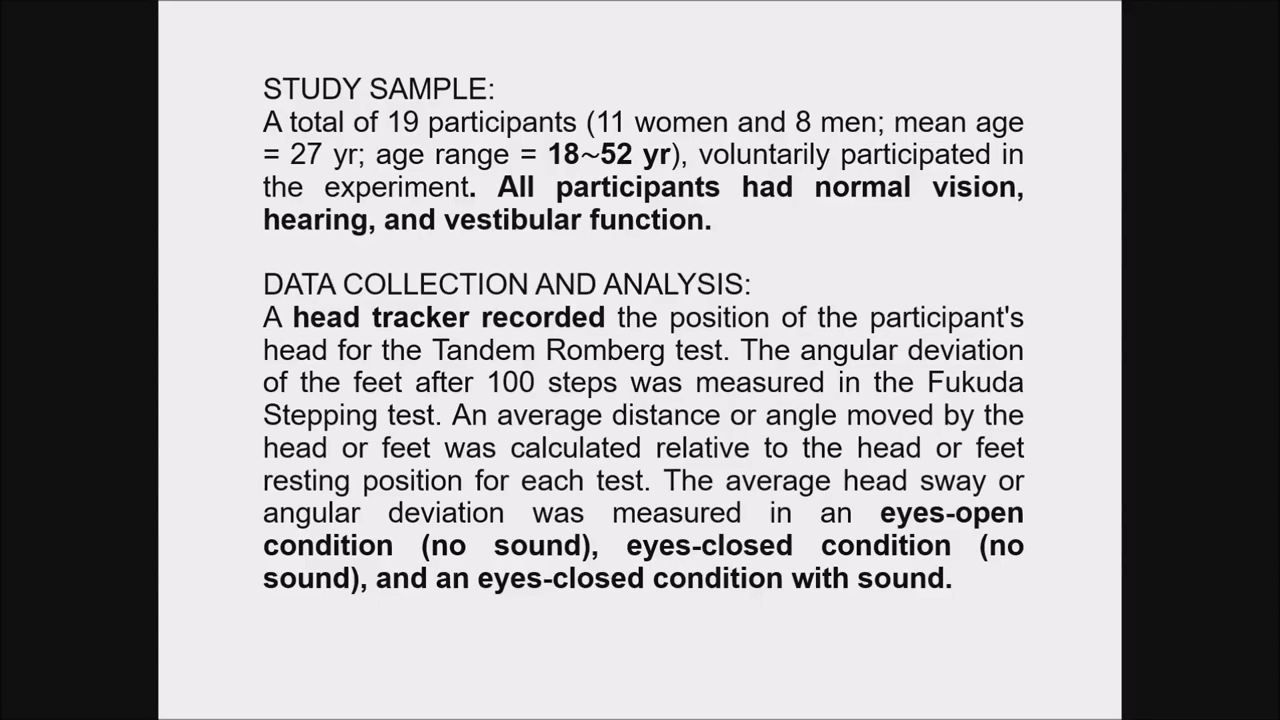 STUDY SAMPLE:
A total of 19 participants (11 women and 8 men; mean age
= 27 yr; age range = 18~52 yr), voluntarily participated in
the experiment. All participants had normal vision,
hearing, and vestibular function.
DATA COLLECTION AND ANALYSIS:
A head tracker recorded the position of the participant's
head for the Tandem Romberg test. The angular deviation
of the feet after 100 steps was measured in the Fukuda
Stepping test. An average distance or angle moved by the
head or feet was calculated relative to the head or feet
resting position for each test. The average head sway or
angular deviation was measured in an eyes-open
condition (no sound), eyes-closed condition (no
sound), and an eyes-closed condition with sound.